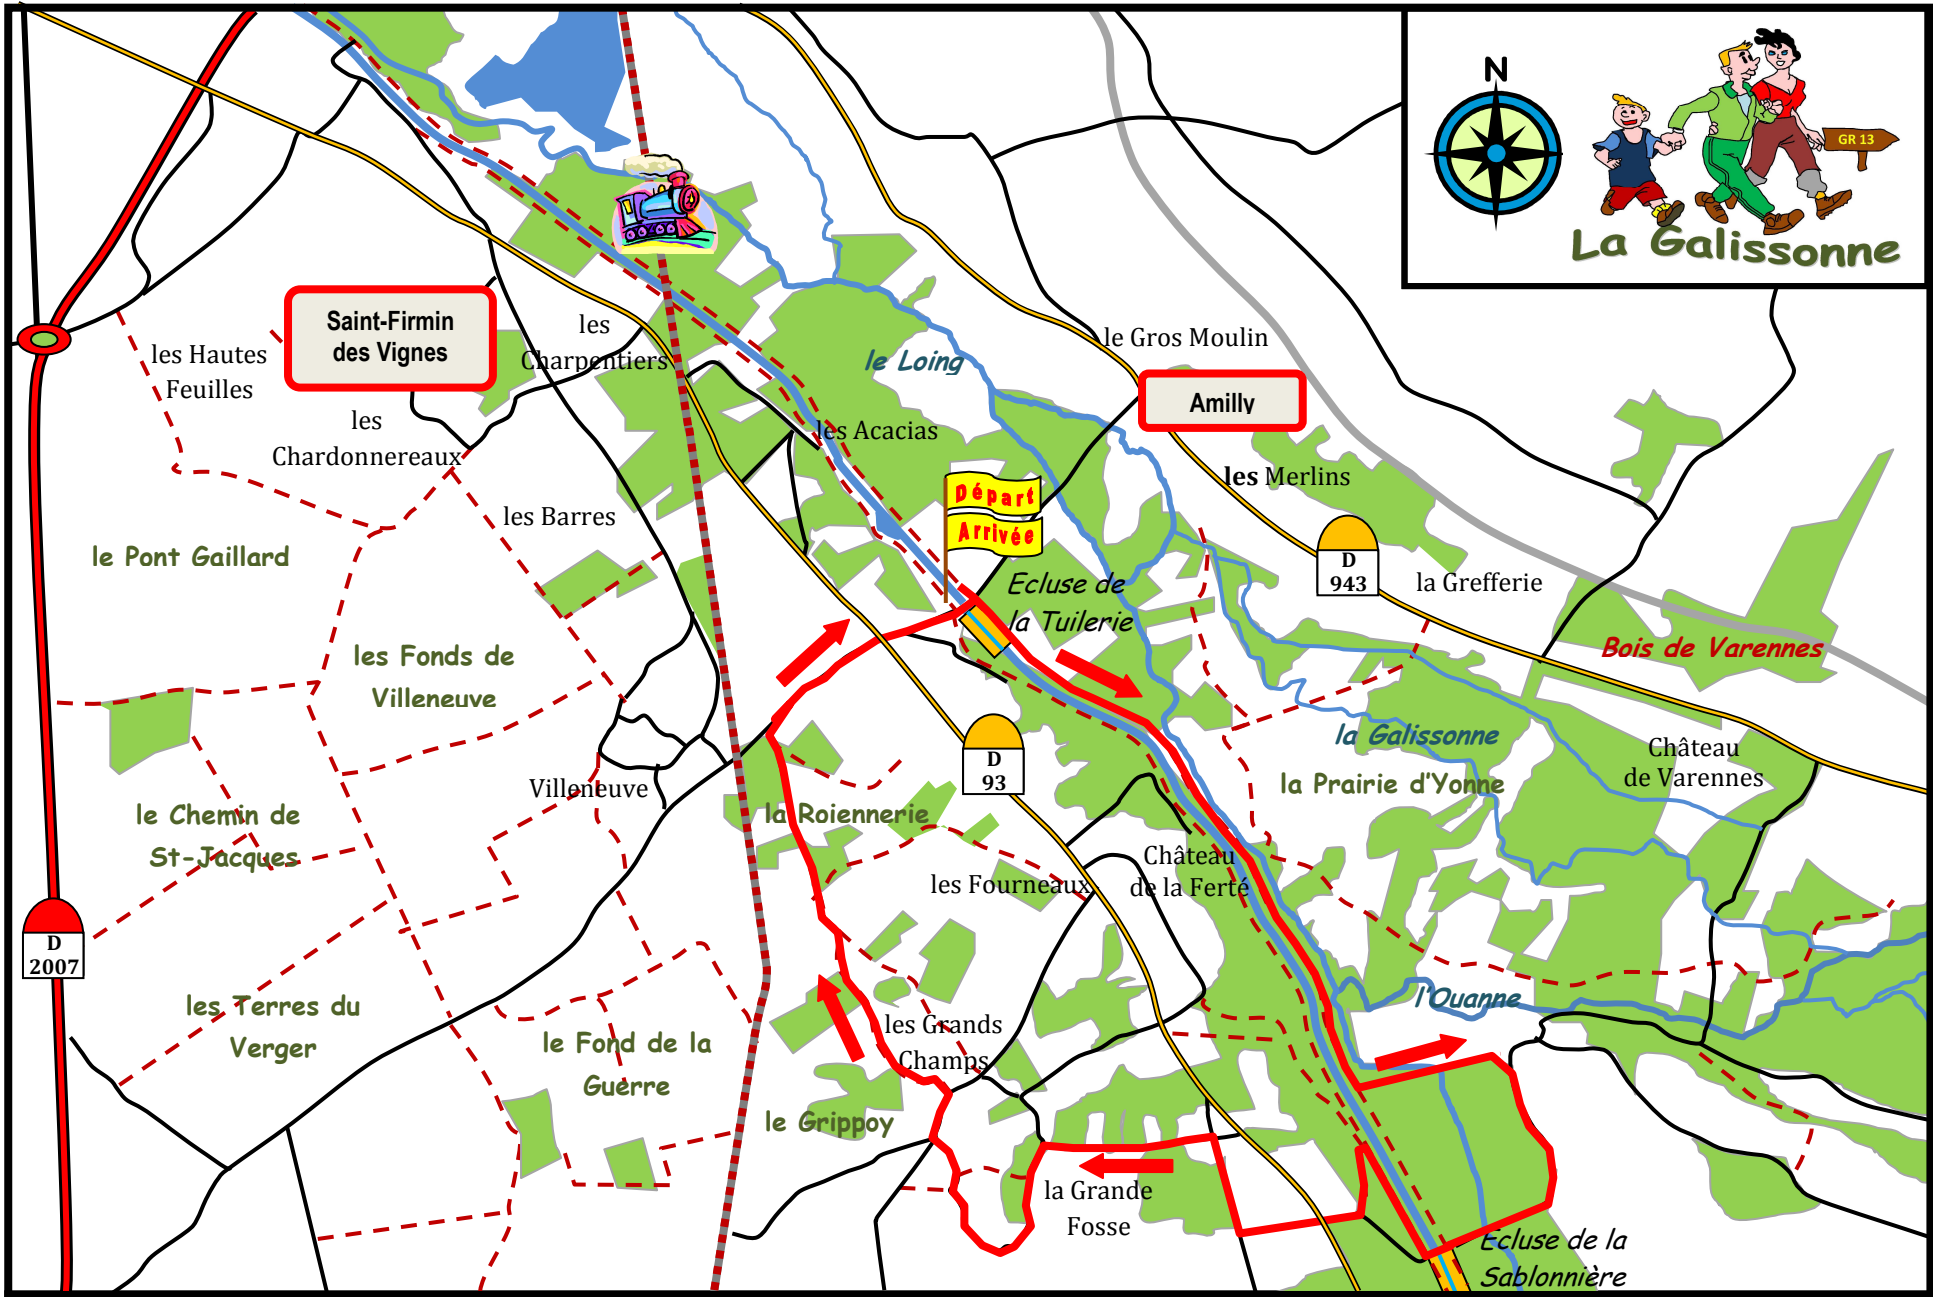 N
GR 13
La Galissonne
Saint-Firmin
des Vignes
les
Charpentiers
les Hautes
Feuilles
le Loing
le Gros Moulin
Amilly
les
Chardonnereaux
les Acacias
les Merlins
les Barres
Départ
Arrivée
le Pont Gaillard
Ecluse de
la Tuilerie
D
943
la Grefferie
Bois de Varennes
les Fonds de
Villeneuve
la Galissonne
Château
de Varennes
D
93
Villeneuve
la Prairie d'Yonne
le Chemin de
St-Jacques
la Roiennerie
Château
de la Ferté
les Fourneaux
D
2007
l'Ouanne
les Terres du
Verger
le Fond de la
Guerre
les Grands
Champs
le Grippoy
la Grande
Fosse
Ecluse de la
Sablonnière